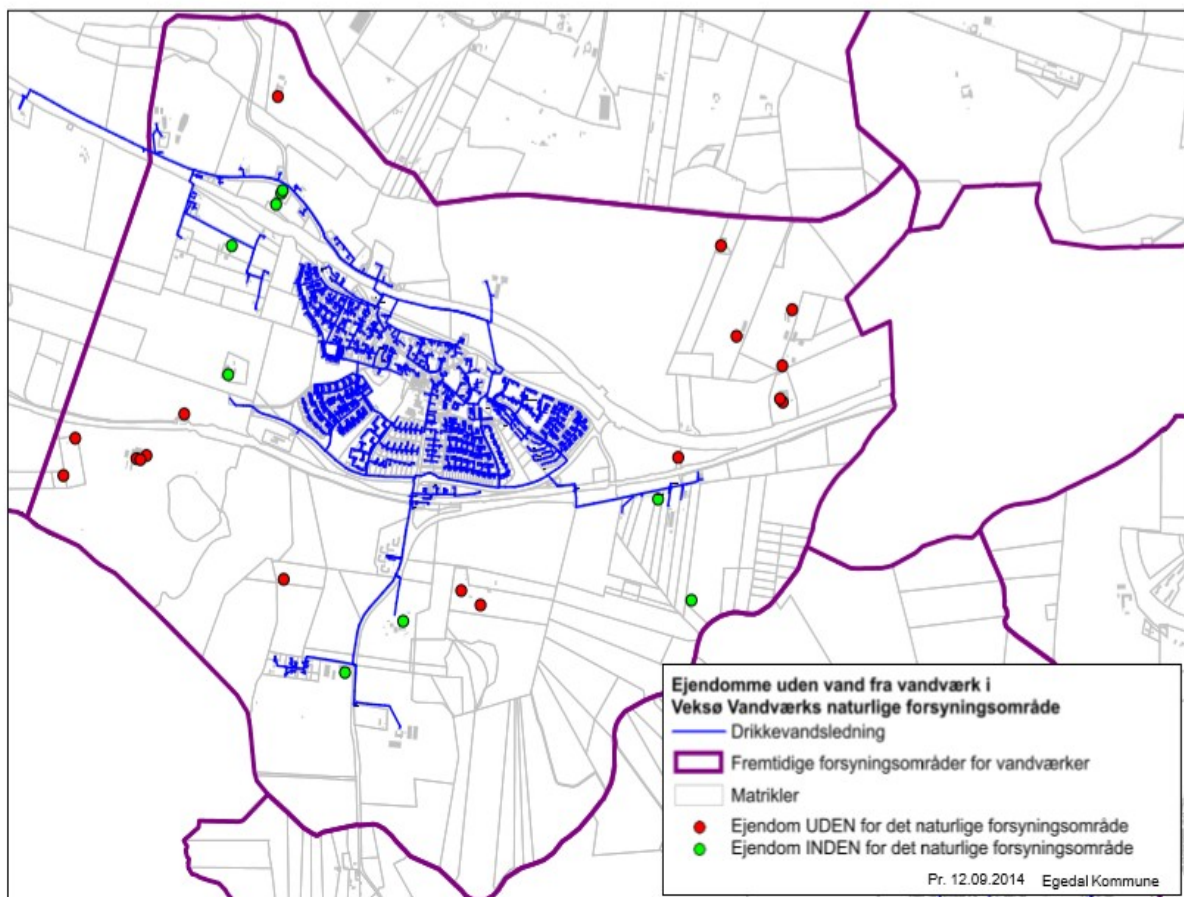 Ejendomme uden vand fra vandværk i
Veksø Vandværks naturlige forsyningsområde
Drikkevandsledning
Fremtidige forsyningsområder for vandværker
Matrikler
Ejendom UDEN for det naturlige forsyningsområde
Ejendom INDEN for det naturlige forsyningsområde
Pr. 12.09.2014 Egedal Kommune